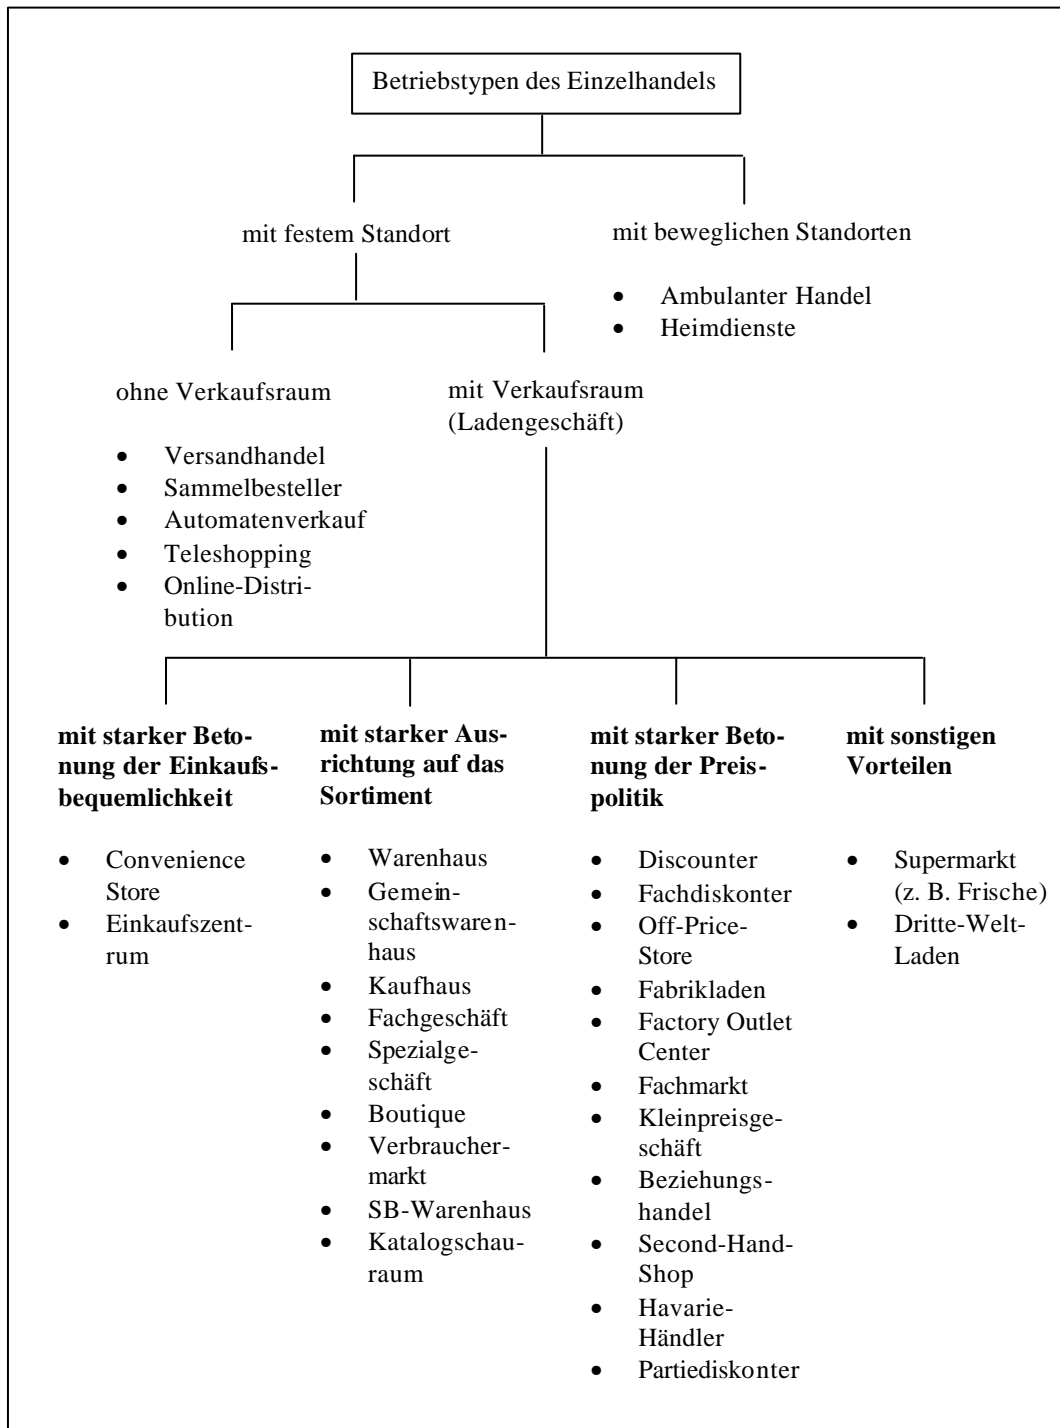 Betriebstypen des Einzelhandels
mit festem Standort
mit beweglichen Standorten
• Ambulanter Handel
• Heimdienste
ohne Verkaufsraum
mit Verkaufsraum
(Ladengeschäft)
• Versandhandel
• Sammelbesteller
• Automatenverkauf
• Teleshopping
• Online-Distri-
bution
mit starker Beto-
nung der Einkaufs-
bequemlichkeit
• Convenience
Store
• Einkaufszent-
rum
mit starker Aus-
richtung auf das
Sortiment
• Warenhaus
• Gemein-
schaftswaren-
haus
• Kaufhaus
• Fachgeschäft
• Spezialge-
schäft
• Boutique
• Verbraucher-
markt
• SB-Warenhaus
• Katalogschau-
raum
mit starker Beto-
nung der Preis-
politik
• Discounter
• Fachdiskonter
• Off-Price-
Store
• Fabrikladen
• Factory Outlet
Center
• Fachmarkt
• Kleinpreisge-
schäft
• Beziehungs-
handel
• Second-Hand-
Shop
• Havarie-
Händler
• Partiediskonter
mit sonstigen
Vorteilen
• Supermarkt
(z. B. Frische)
• Dritte-Welt-
Laden